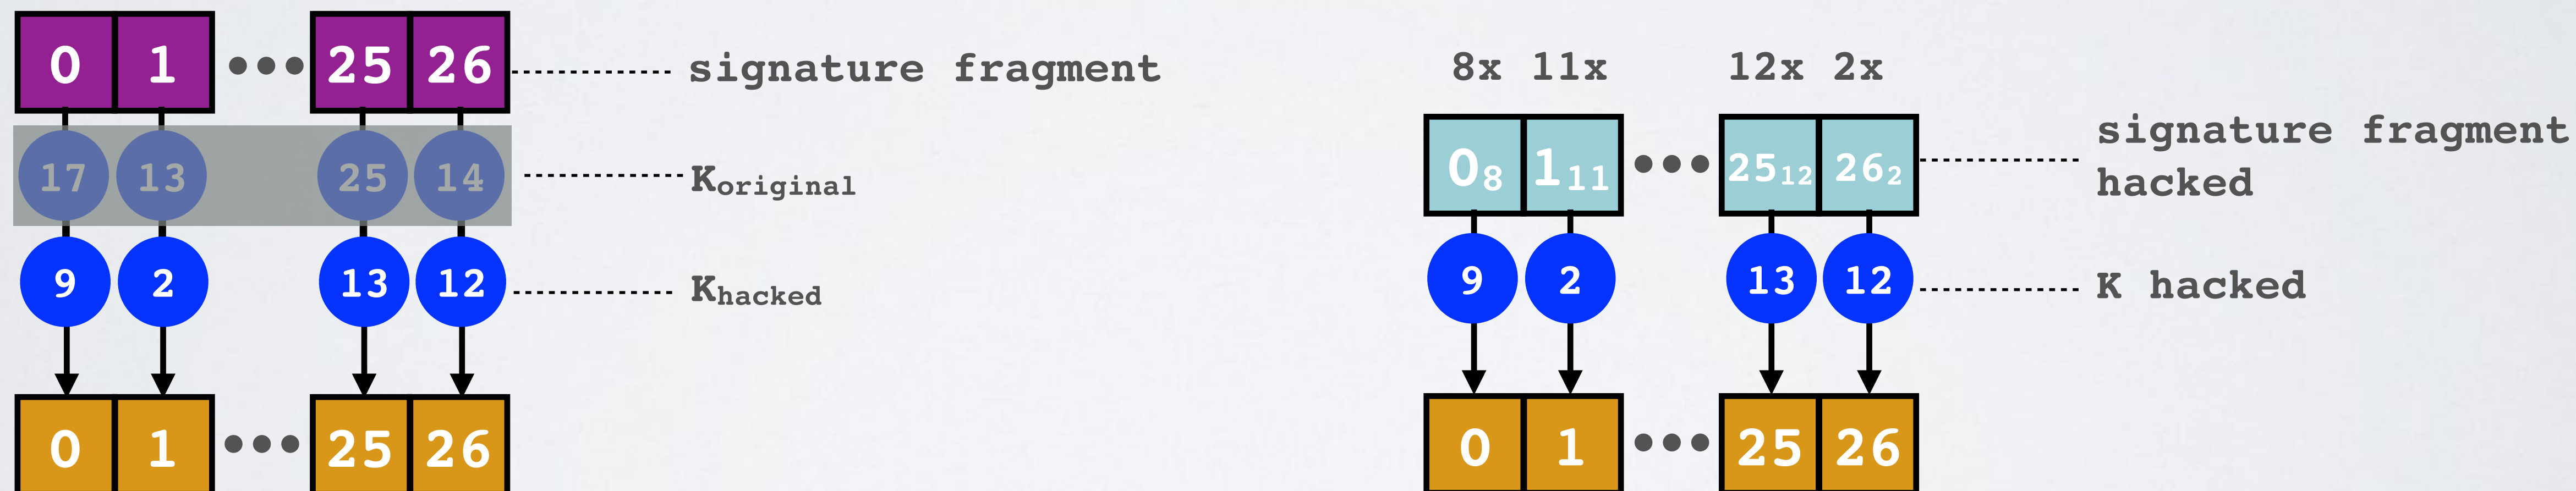 0 1 ••• 25 26 signature fragment
17 13 25 14 Koriginal
9 2 13 12 Khacked
0 1 ••• 25 26
8x 11x 12x 2x
08 111 ••• 2512 262 signature fragment
hacked
9 2 13 12 K hacked
0 1 ••• 25 26